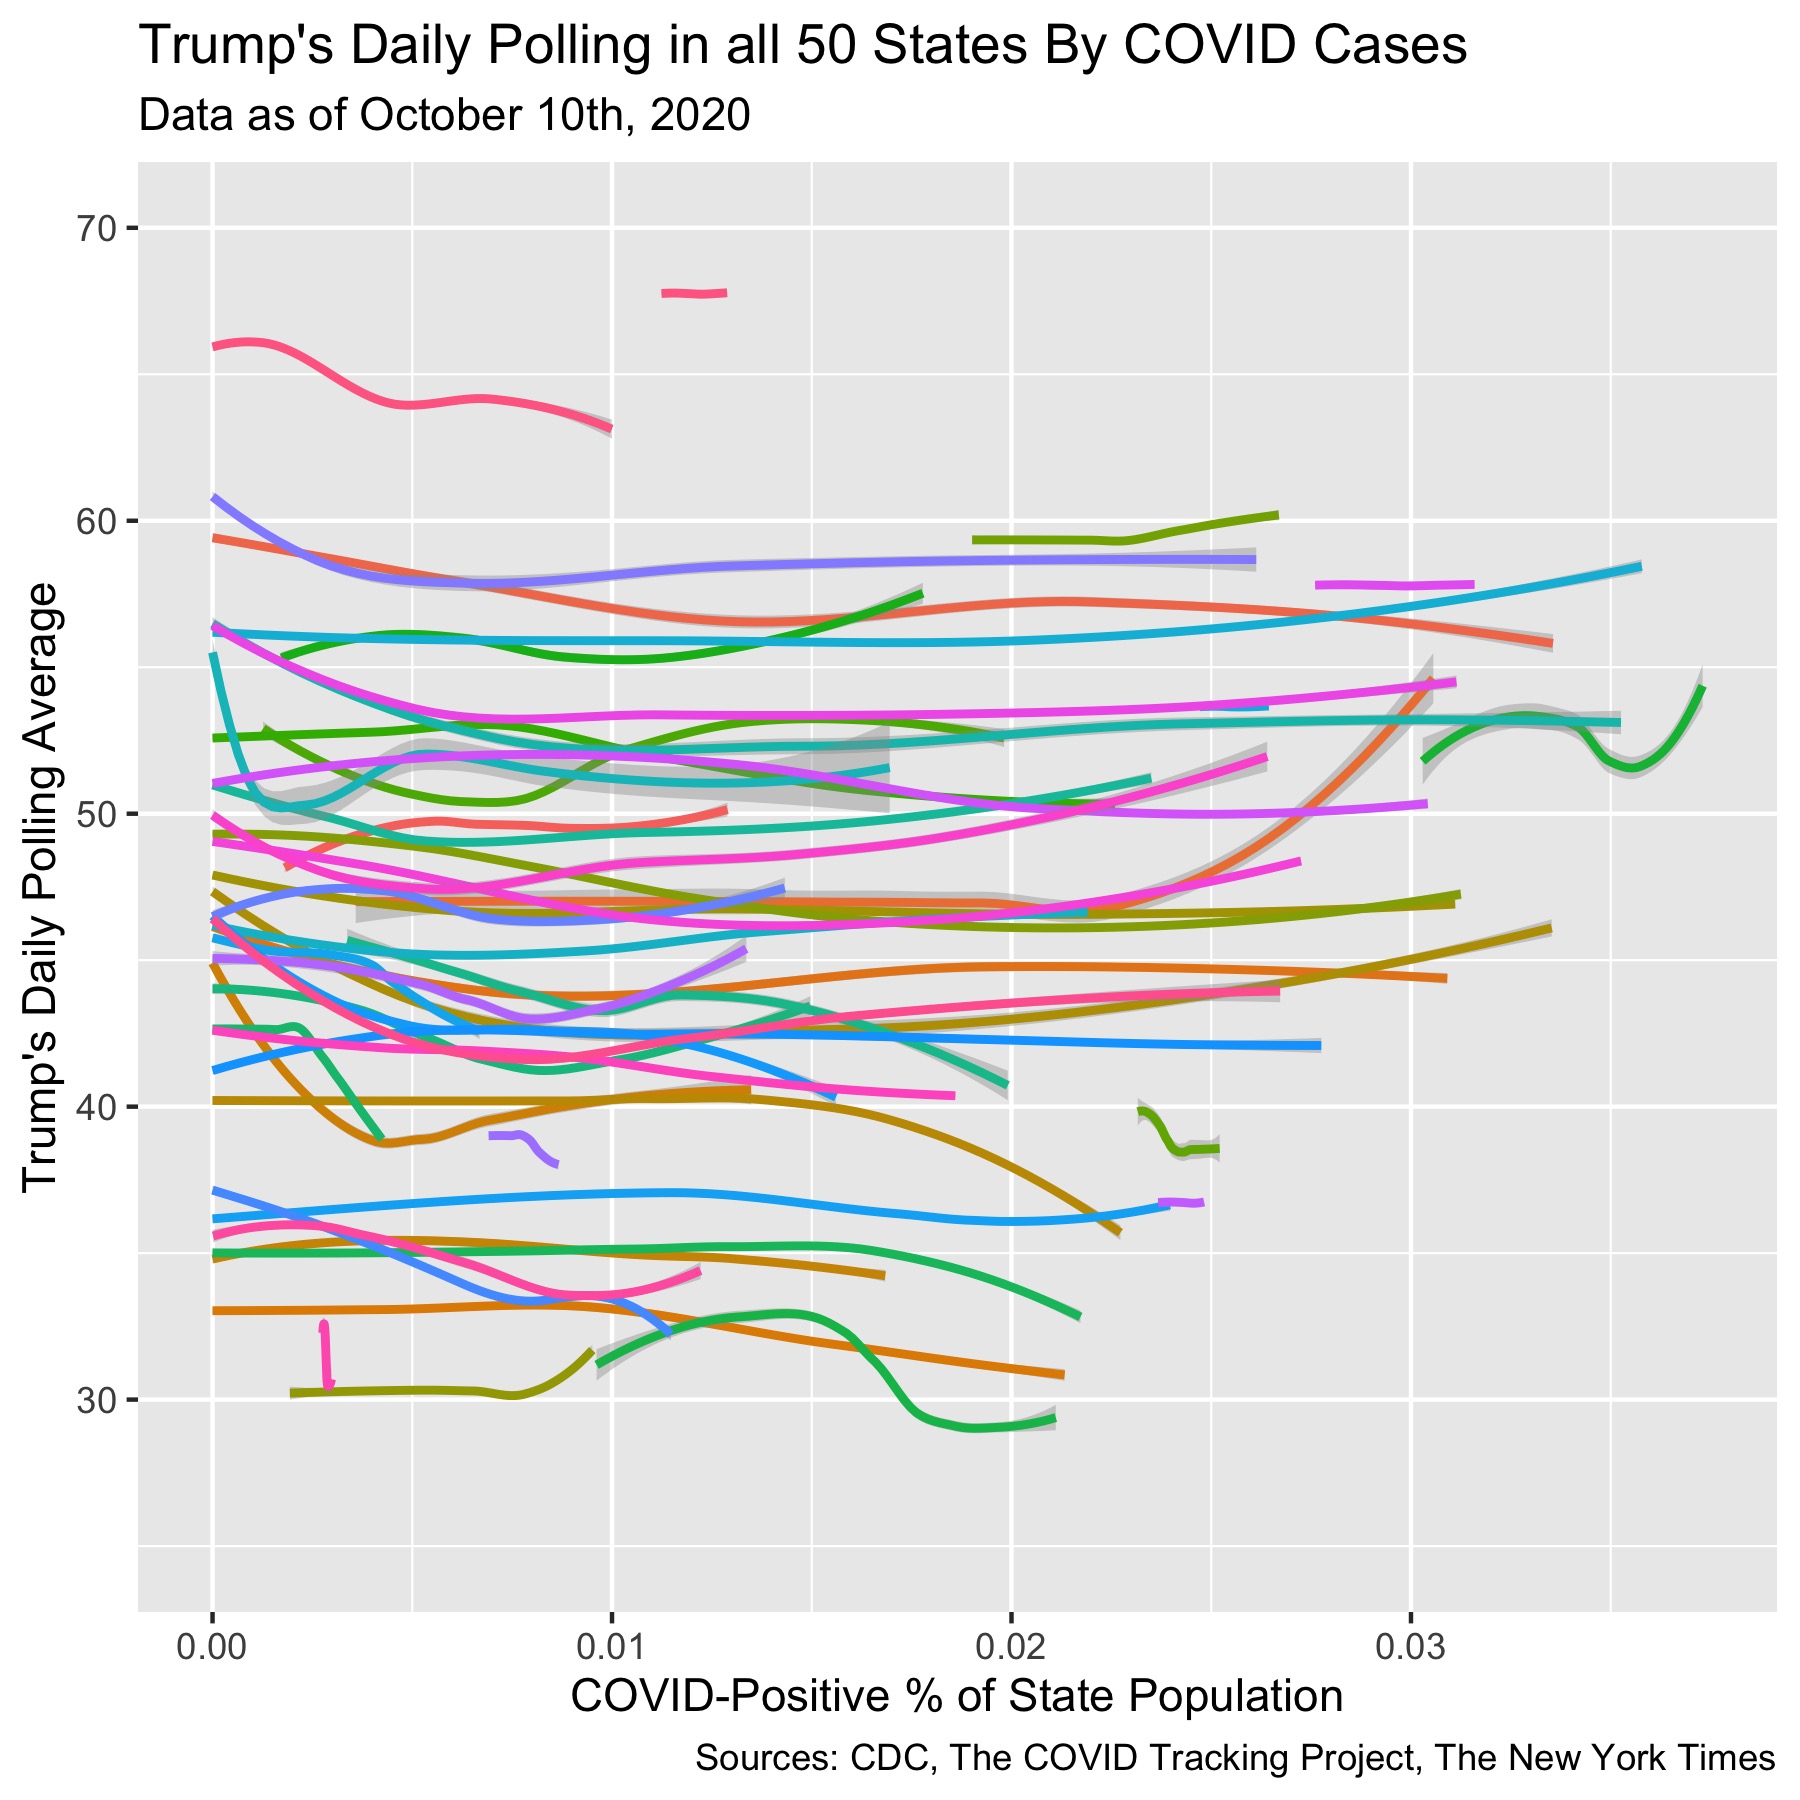 Trump's Daily Polling in all 50 States By COVID Cases
Data as of October 10th, 2020
70
60
50
40
30
Trump's Daily Polling Average
0.00 0.01 0.02 0.03
COVID-Positive % of State Population
Sources: CDC, The COVID Tracking Project, The New York Times